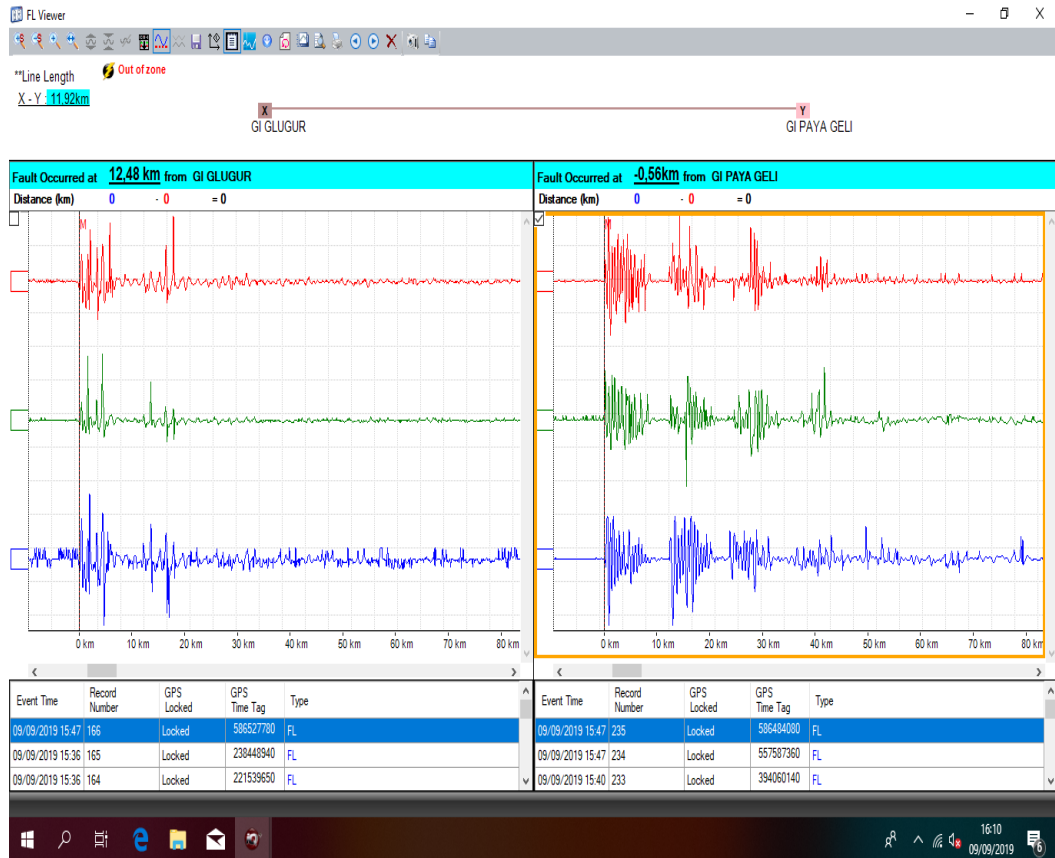 FL Viewer
**Line Length
Out of zone
X - Y : 11.92km
X
Y
GI GLUGUR
GI PAYA GELI
Fault Occurred at 12,48 km from GI GLUGUR
Distance (km) 0 - 0 = 0
0 km 10 km 20 km 30 km 40 km 50 km 60 km 70 km 80 km
Event Time Record Number GPS Locked GPS Time Tag Type
09/09/2019 15:47 166 Locked 586527780 FL
09/09/2019 15:36 165 Locked 238448940 FL
09/09/2019 15:36 164 Locked 221539650 FL
Fault Occurred at -0,56km from GI PAYA GELI
Distance (km) 0 - 0 = 0
0 km 10 km 20 km 30 km 40 km 50 km 60 km 70 km 80 km
Event Time Record Number GPS Locked GPS Time Tag Type
09/09/2019 15:47 235 Locked 586484080 FL
09/09/2019 15:47 234 Locked 557587360 FL
09/09/2019 15:40 233 Locked 394060140 FL
16:10
09/09/2019
6